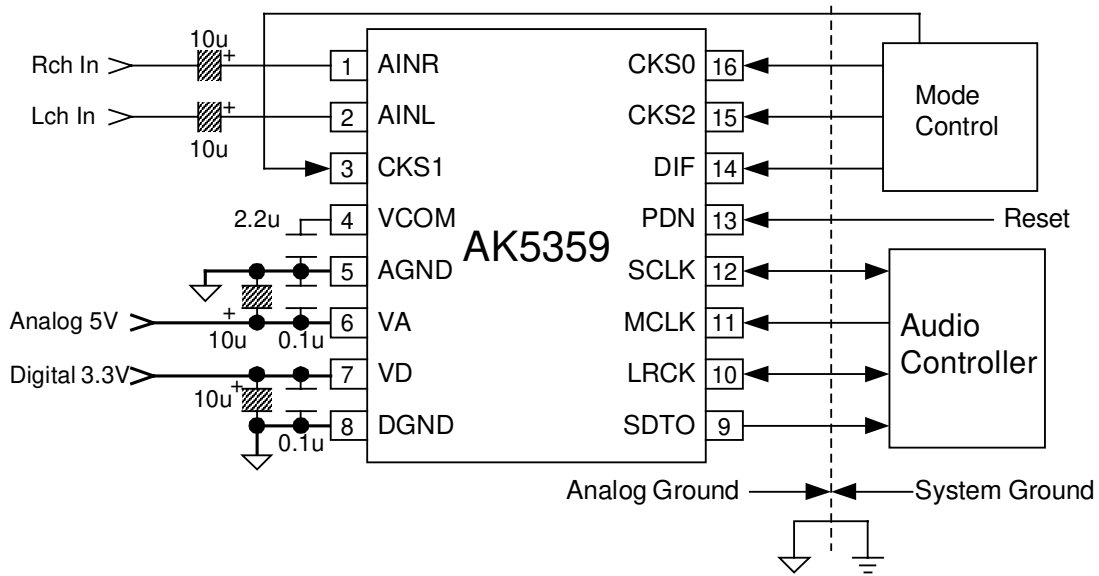 10u
+
Rch In
1
AINR
CKS0
16
Mode
Control
Lch In
+
10u
2
AINL
CKS2
15
3
CKS1
DIF
14
2.2u
4
VCOM
PDN
13
Reset
AK5359
5
AGND
SCLK
12
Analog 5V
+
10u
0.1u
6
VA
MCLK
11
Audio
Controller
Digital 3.3V
7
VD
LRCK
10
10u
+
0.1u
8
DGND
SDTO
9
Analog Ground
System Ground